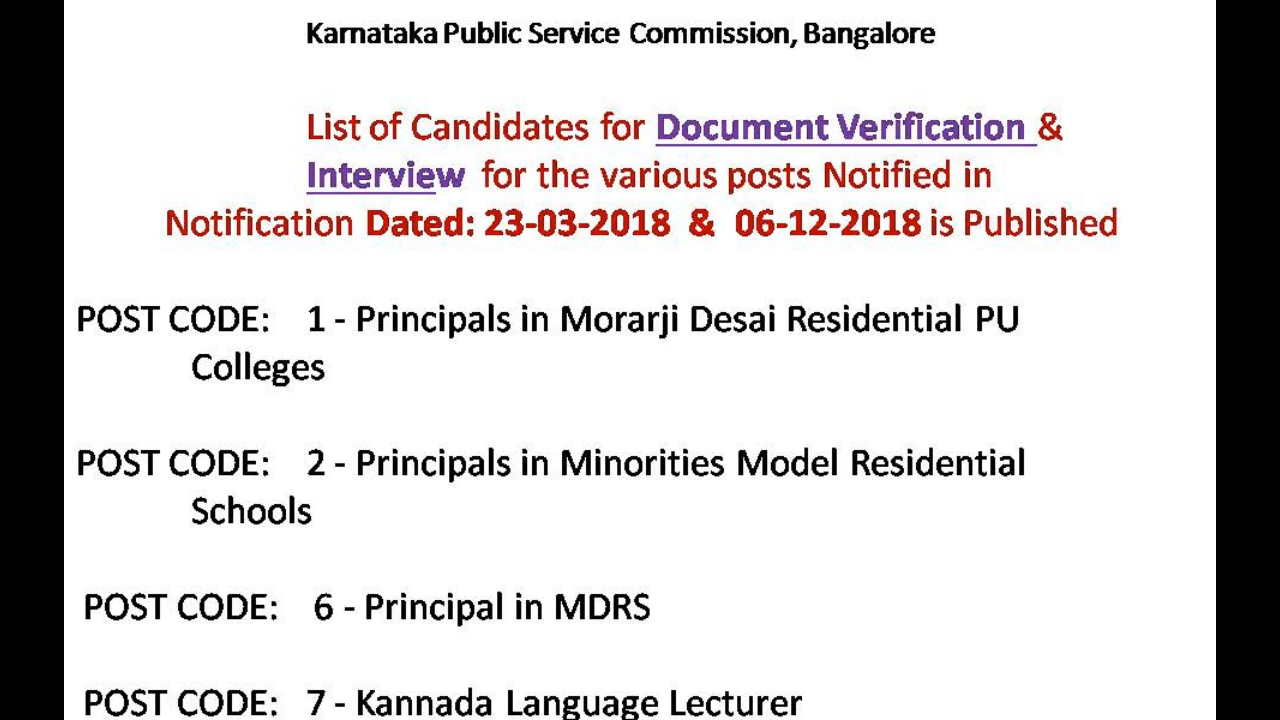 Karnataka Public Service Commission, Bangalore
List of Candidates for Document Verification &
Interview for the various posts Notified in
Notification Dated: 23-03-2018 & 06-12-2018 is Published
POST CODE: 1 - Principals in Morarji Desai Residential PU
Colleges
POST CODE: 2 - Principals in Minorities Model Residential
Schools
POST CODE: 6 - Principal in MDRS
POST CODE: 7 - Kannada Language Lecturer